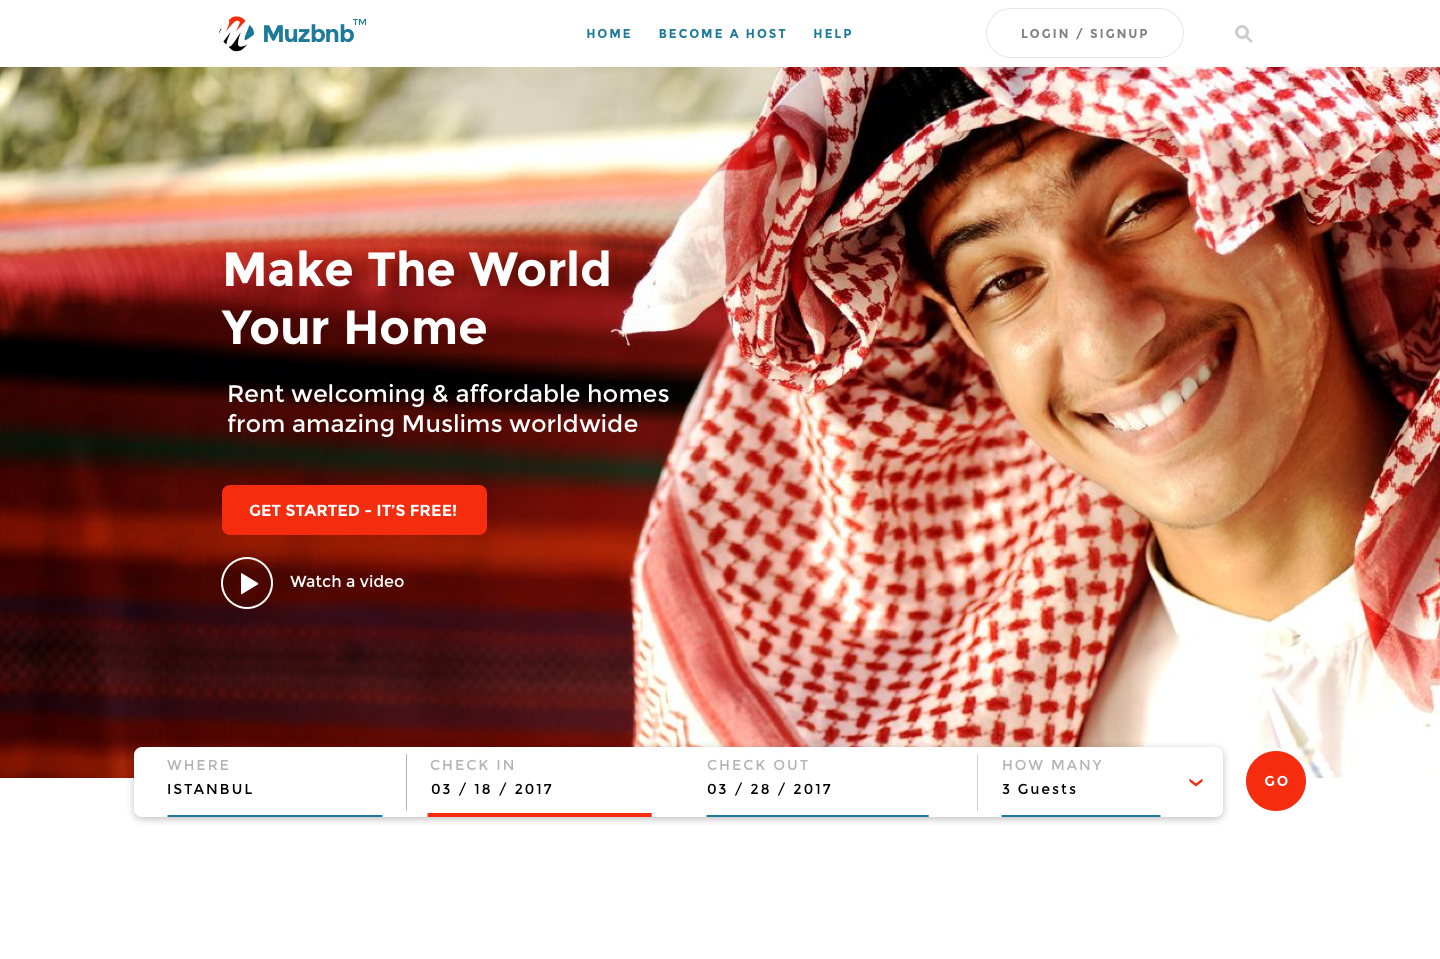 Muzbnb™
HOME
BECOME A HOST
HELP
LOGIN / SIGNUP
Make The World
Your Home
Rent welcoming & affordable homes
from amazing Muslims worldwide
GET STARTED - IT’S FREE!
Watch a video
WHERE
ISTANBUL
CHECK IN
03 / 18 / 2017
CHECK OUT
03 / 28 / 2017
HOW MANY
3 Guests
GO